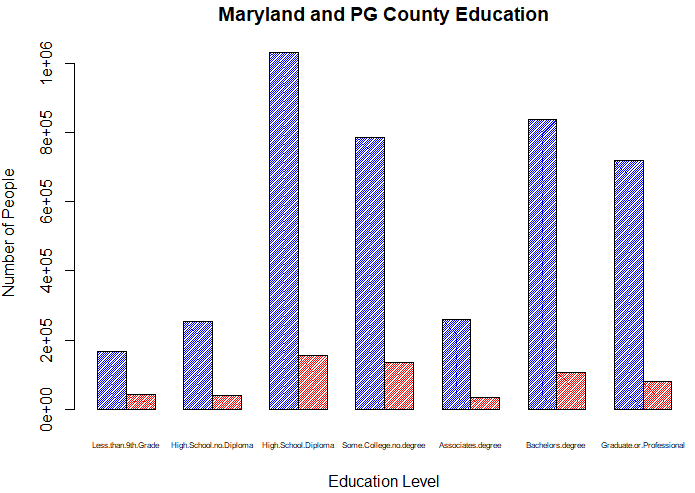 Maryland and PG County Education
Number of People
1e+06
8e+05
6e+05
4e+05
2e+05
0e+00
Less.than.9th.Grade
High.School.no.Diploma
High.School.Diploma
Some.College.no.degree
Associates.degree
Bachelors.degree
Graduate.or.Professional
Education Level